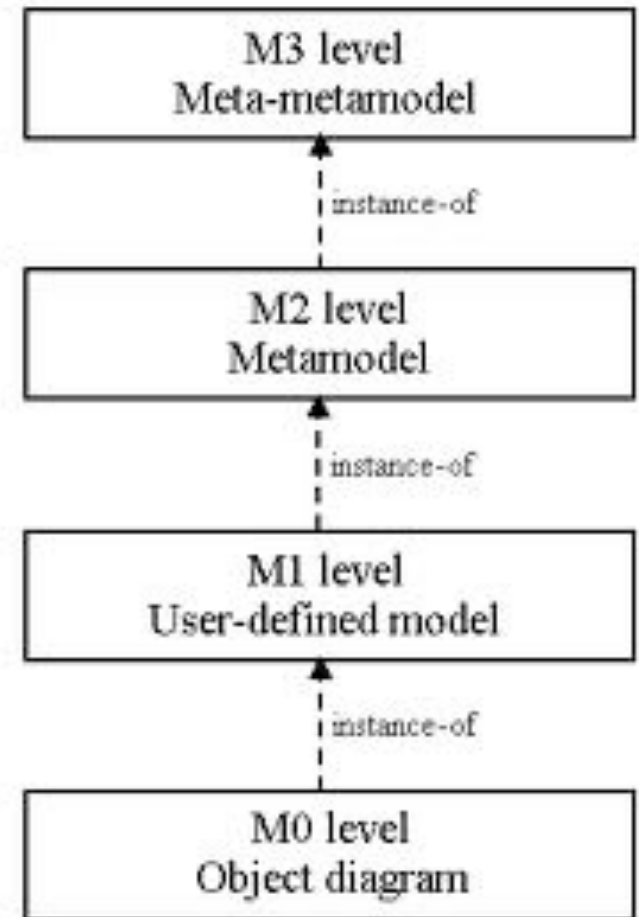 M3 level
Meta-metamodel
instance-of
M2 level
Metamodel
instance-of
M1 level
User-defined model
instance-of
M0 level
Object diagram